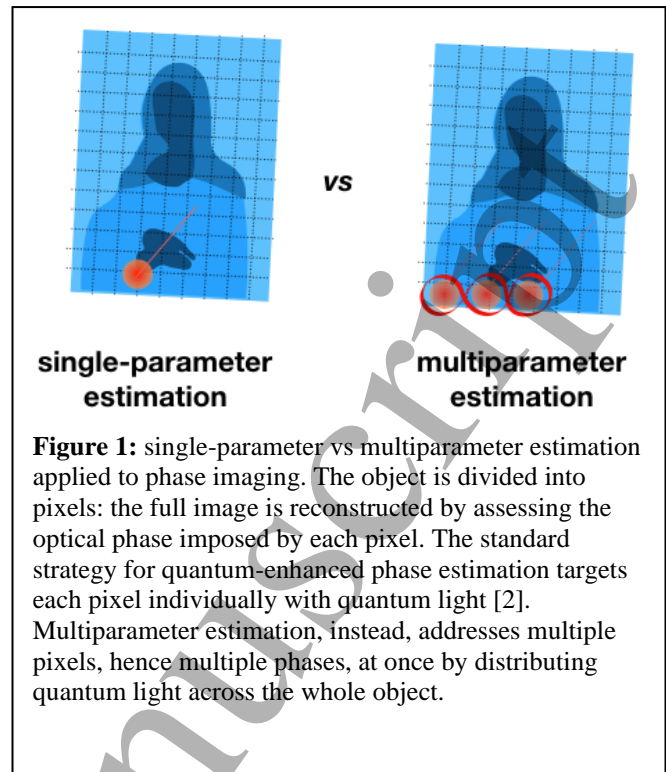 vs
single-parameter
estimation
multiparameter
estimation
Figure 1: single-parameter vs multiparameter estimation
applied to phase imaging. The object is divided into
pixels: the full image is reconstructed by assessing the
optical phase imposed by each pixel. The standard
strategy for quantum-enhanced phase estimation targets
each pixel individually with quantum light [2].
Multiparameter estimation, instead, addresses multiple
pixels, hence multiple phases, at once by distributing
quantum light across the whole object.
nuscript